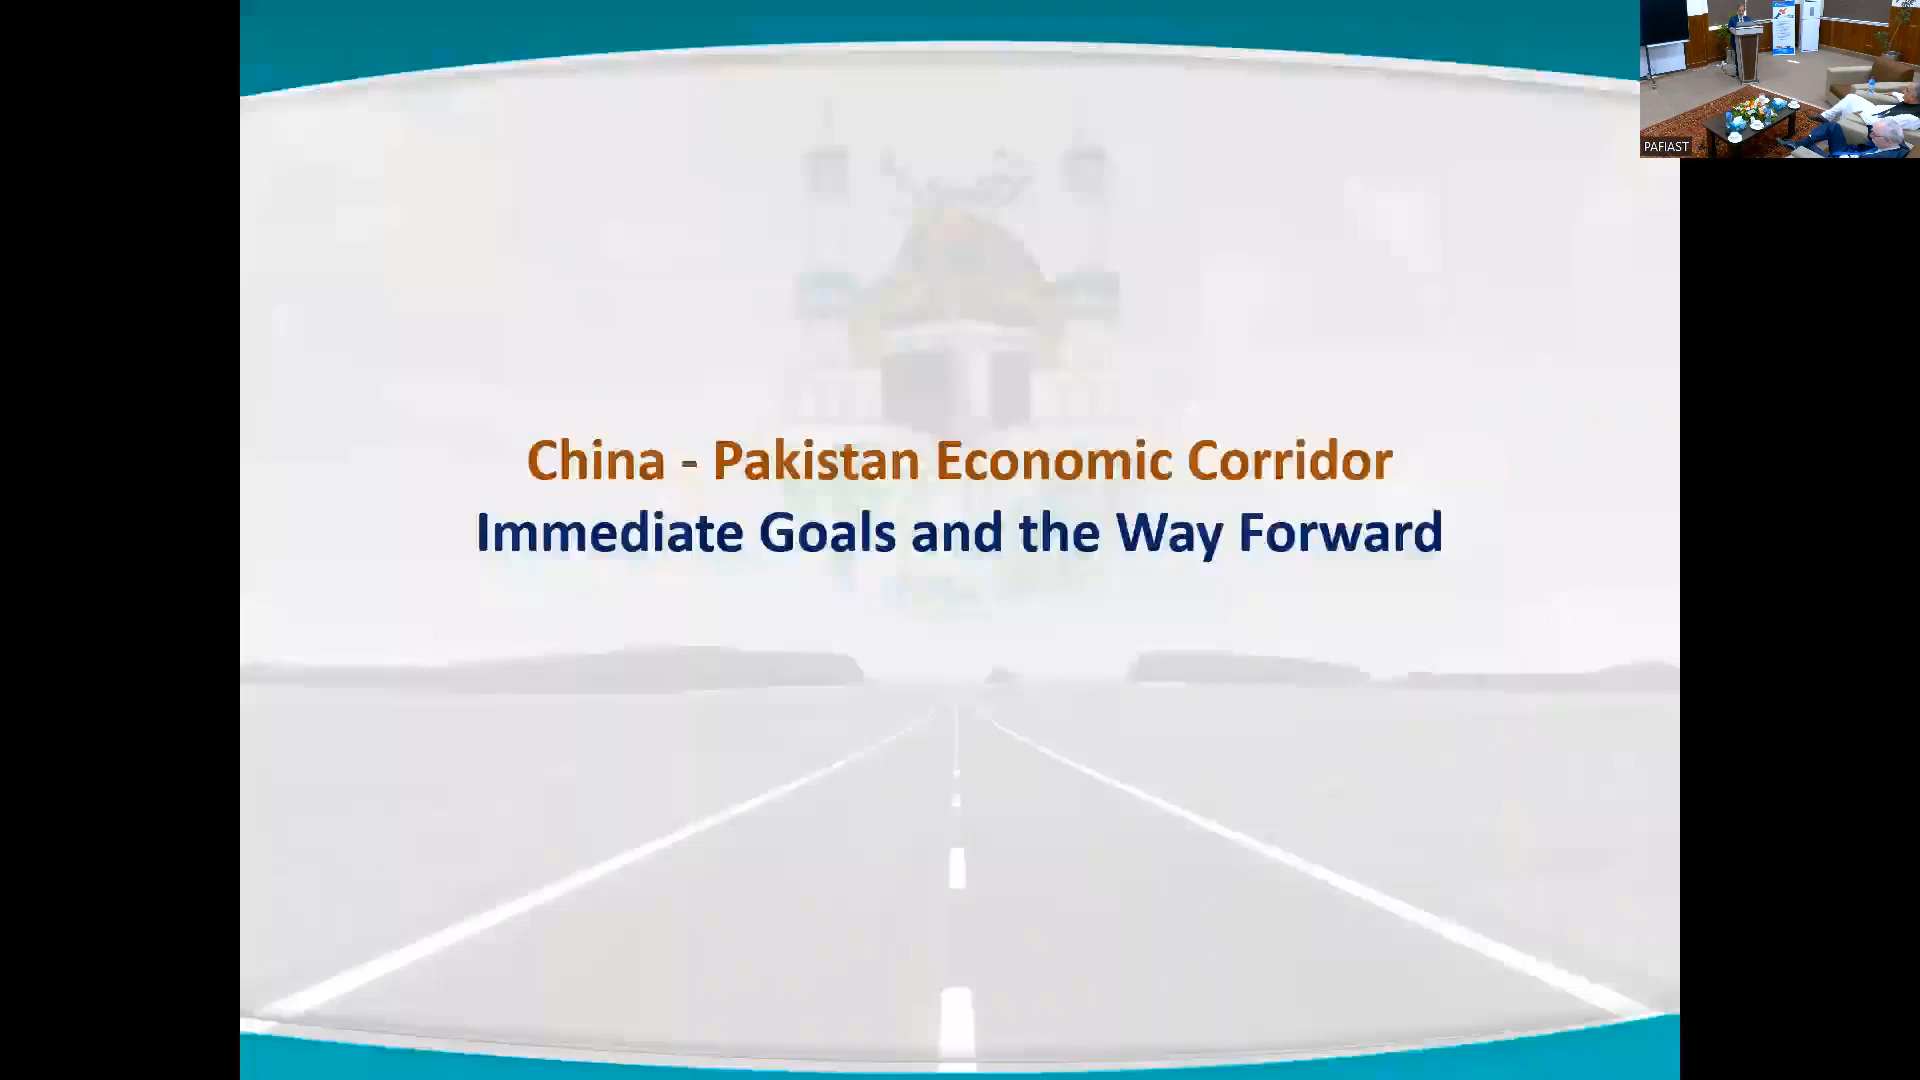 China - Pakistan Economic Corridor
Immediate Goals and the Way Forward
PAFIAST